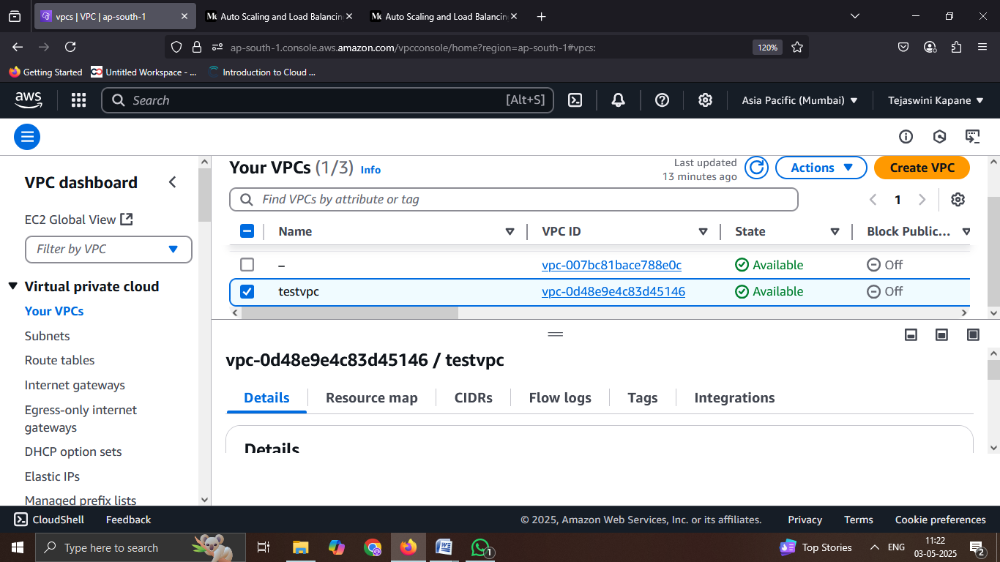 vpcs | VPC | ap-south-1
Auto Scaling and Load Balancin
Auto Scaling and Load Balancin
ap-south-1.console.aws.amazon.com/vpcconsole/home?region=ap-south-1#vpcs:
120%
Getting Started
Untitled Workspace - ...
Introduction to Cloud ...
aws
Search
[Alt+S]
Asia Pacific (Mumbai)
Tejaswini Kapane
VPC dashboard
EC2 Global View
Filter by VPC
Virtual private cloud
Your VPCs
Subnets
Route tables
Internet gateways
Egress-only internet
gateways
DHCP option sets
Elastic IPs
Managed prefix lists
Your VPCs (1/3) Info
Last updated
13 minutes ago
Actions
Create VPC
Find VPCs by attribute or tag
1
Name VPC ID State Block Public...
– vpc-007bc81bace788e0c Available Off
testvpc vpc-0d48e9e4c83d45146 Available Off
vpc-0d48e9e4c83d45146 / testvpc
Details Resource map CIDRs Flow logs Tags Integrations
Details
CloudShell Feedback © 2025, Amazon Web Services, Inc. or its affiliates. Privacy Terms Cookie preferences
Type here to search
1
Top Stories
ENG
11:22
03-05-2025
2